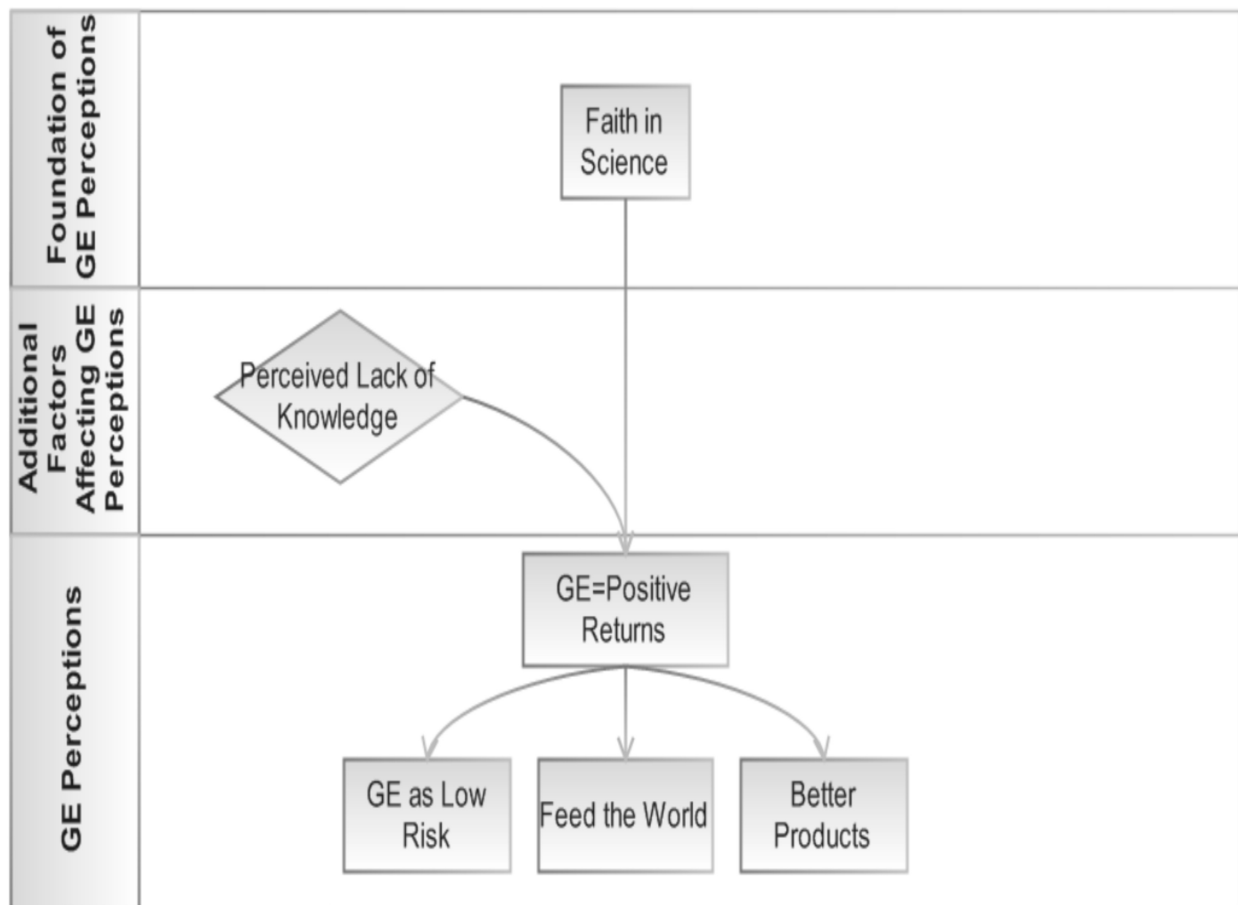 Foundation of
GE Perceptions
Faith in
Science
Additional
Factors
Affecting GE
Perceptions
Perceived Lack of
Knowledge
GE Perceptions
GE=Positive
Returns
GE as Low
Risk
Feed the World
Better
Products